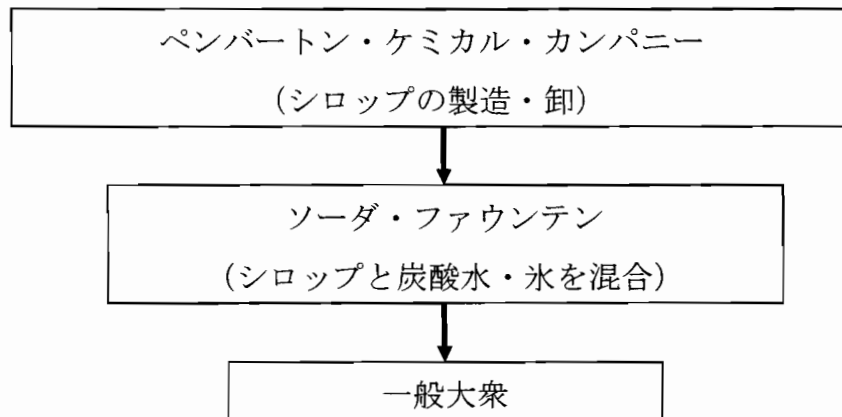 ペンバートン・ケミカル・カンパニー
（シロップの製造・卸）
ソーダ・ファウンテン
（シロップと炭酸水・氷を混合）
一般大衆